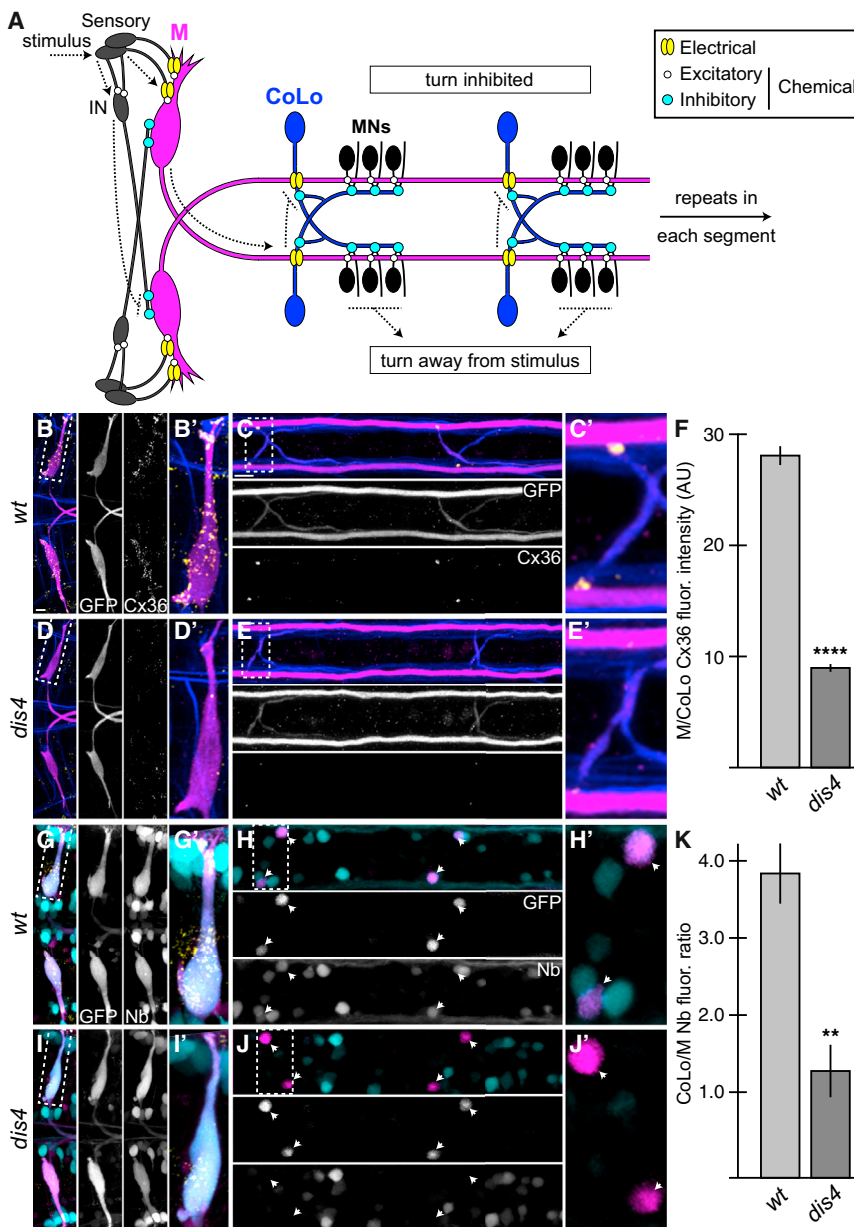 A
Sensory
stimulus
M
IN
CoLo
MNs
turn inhibited
Electrical
Excitatory
Inhibitory
Chemical
repeats in
each segment
turn away from stimulus
B
B'
C
C'
wt
GFP
Cx36
GFP
Cx36
D
D'
E
E'
dis4
F
M/CoLo Cx36 fluor. intensity (AU)
30
20
10
****
wt
dis4
G
G'
H
H'
wt
GFP
Nb
GFP
Nb
I
I'
J
J'
dis4
K
CoLo/M Nb fluor. ratio
4.0
3.0
2.0
1.0
**
wt
dis4